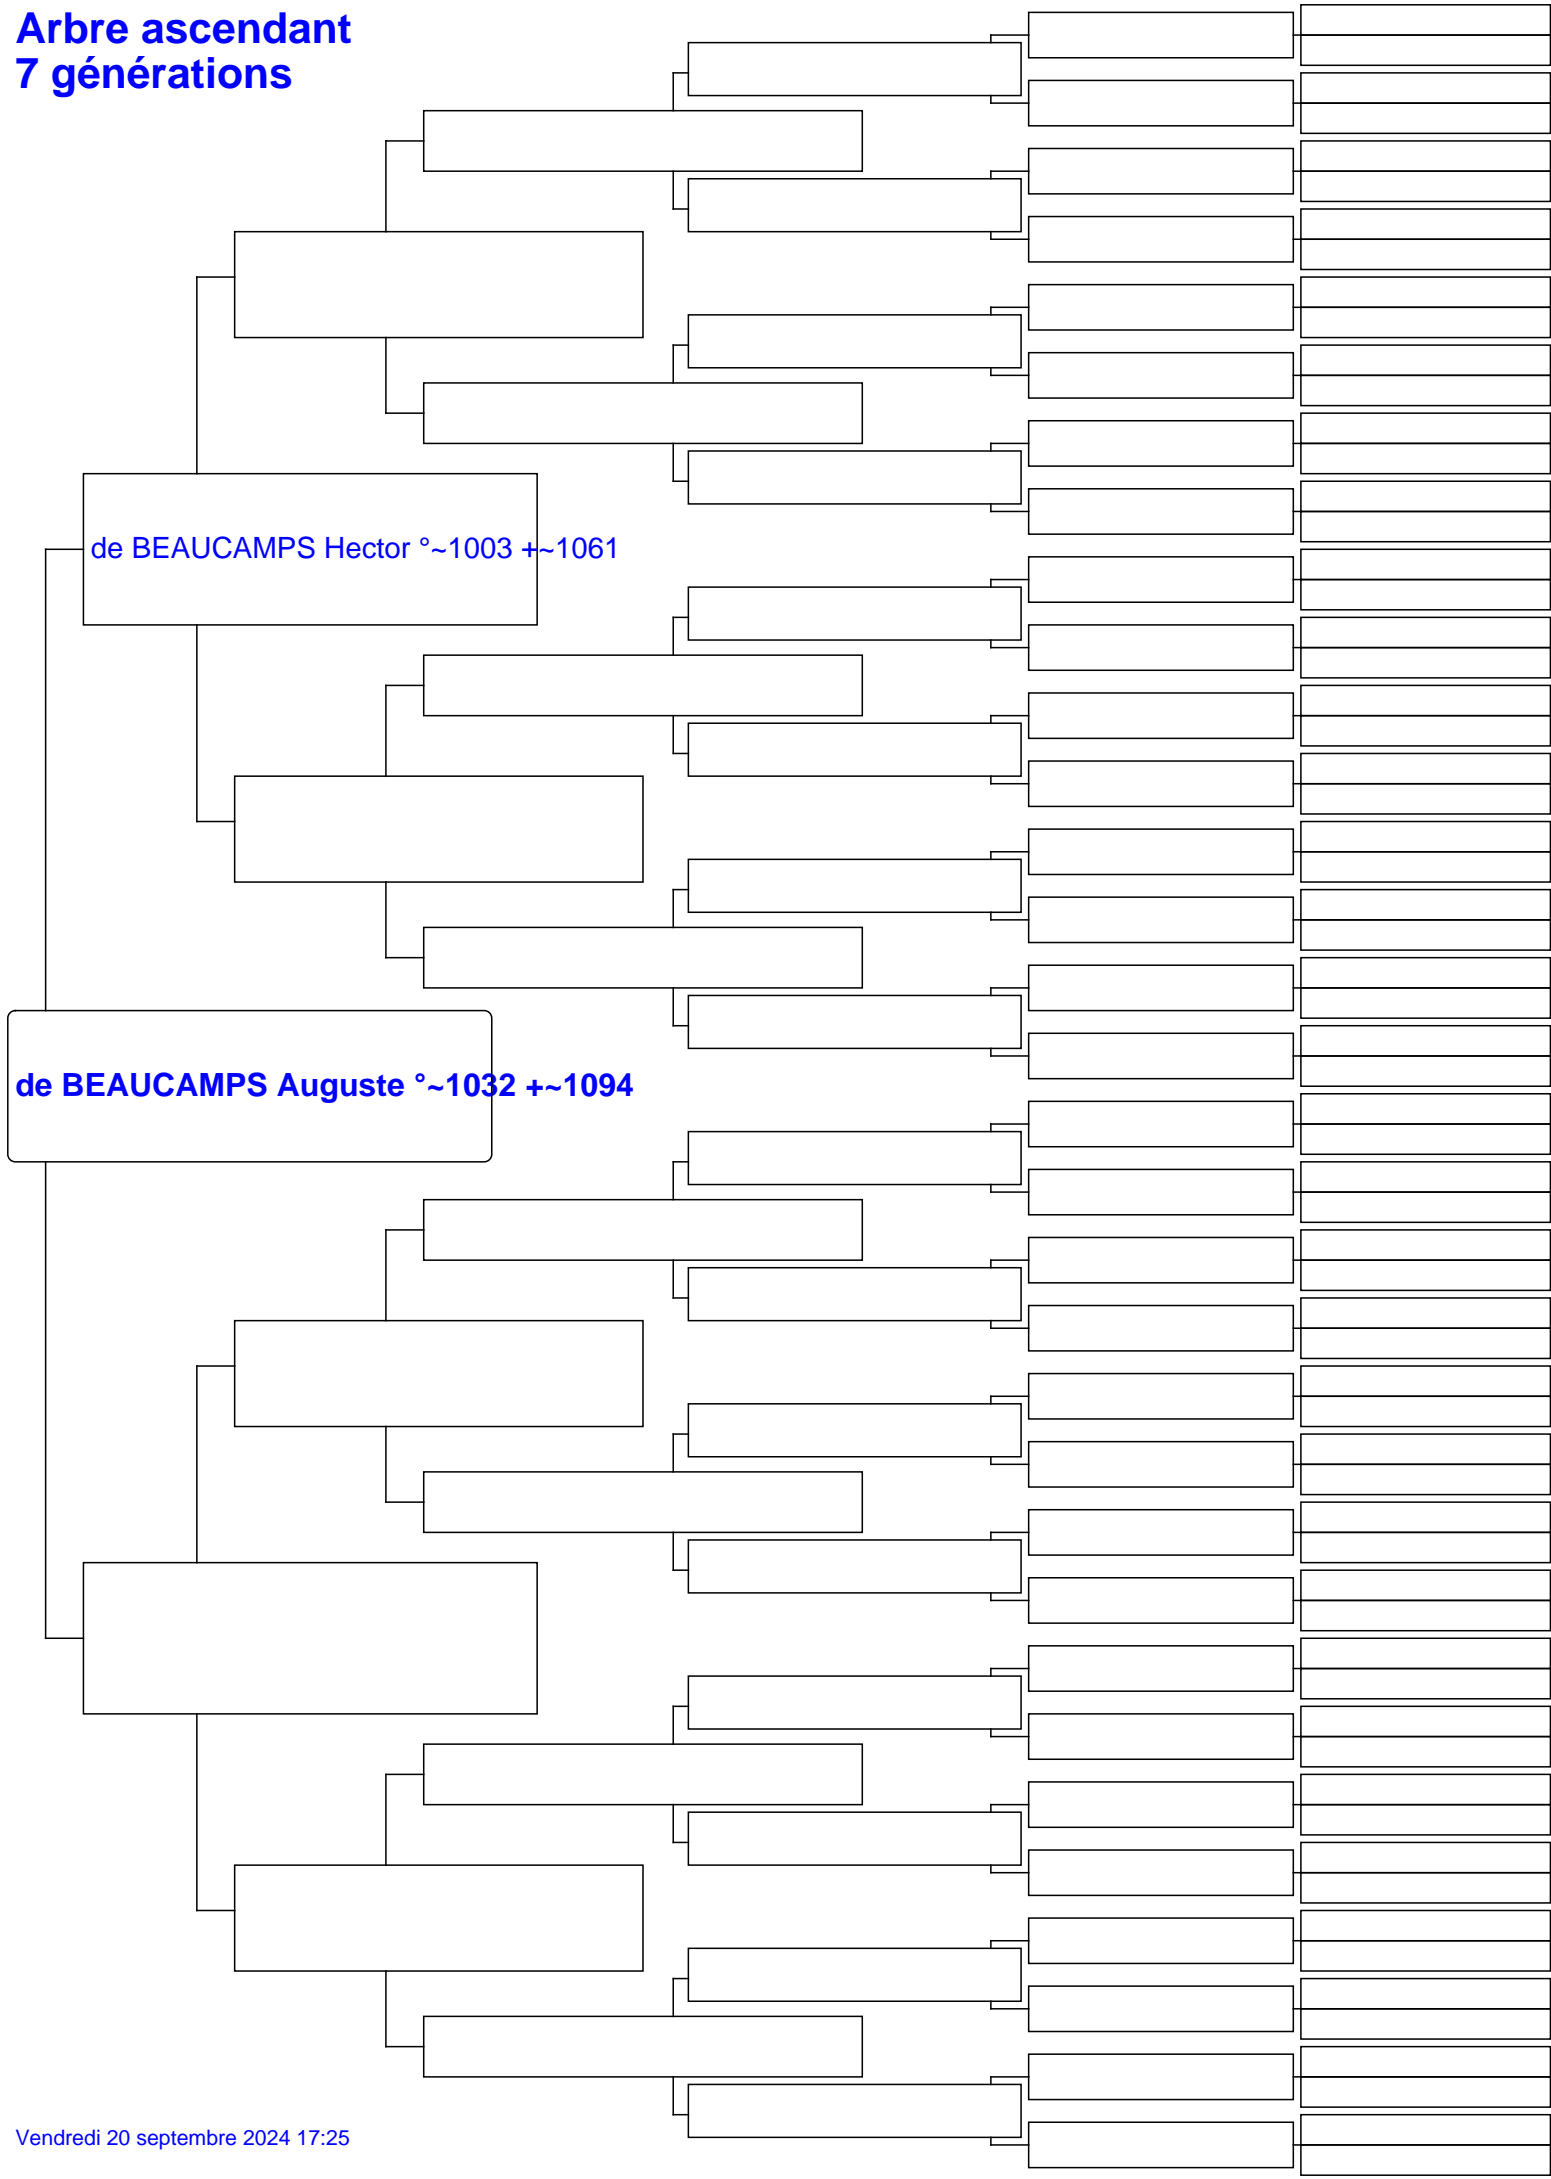 Arbre ascendant
7 générations
de BEAUCAMPS Hector °~1003 +~1061
de BEAUCAMPS Auguste °~1032 +~1094
Vendredi 20 septembre 2024 17:25